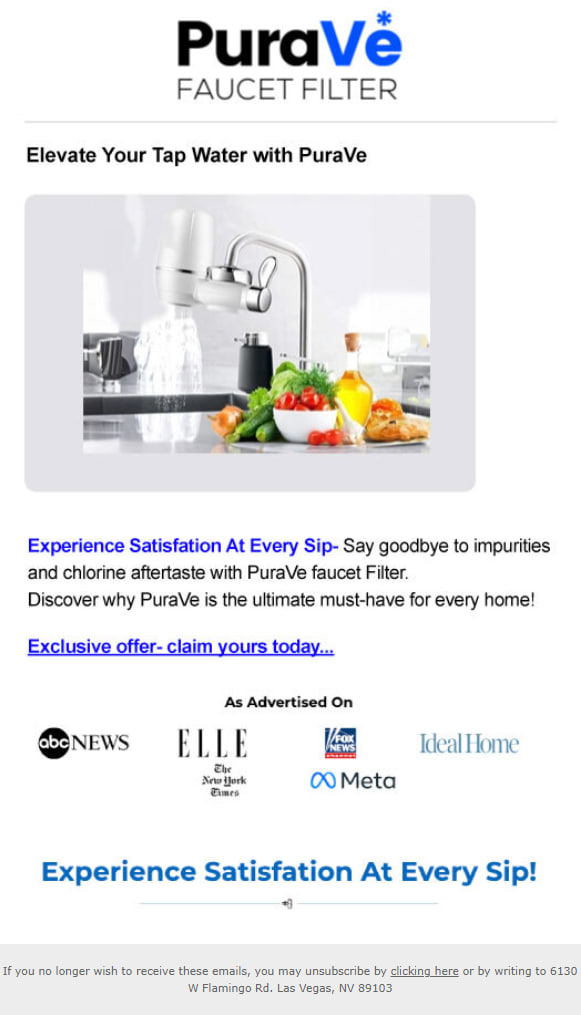 PuraVe*
FAUCET FILTER
Elevate Your Tap Water with PuraVe
Experience Satisfation At Every Sip- Say goodbye to impurities
and chlorine aftertaste with PuraVe faucet Filter.
Discover why PuraVe is the ultimate must-have for every home!
Exclusive offer- claim yours today...
As Advertised On
abc NEWS
ELLE
FOX
NEWS
channel
Ideal Home
The
New York
Times
Meta
Experience Satisfation At Every Sip!
If you no longer wish to receive these emails, you may unsubscribe by clicking here or by writing to 6130
W Flamingo Rd. Las Vegas, NV 89103